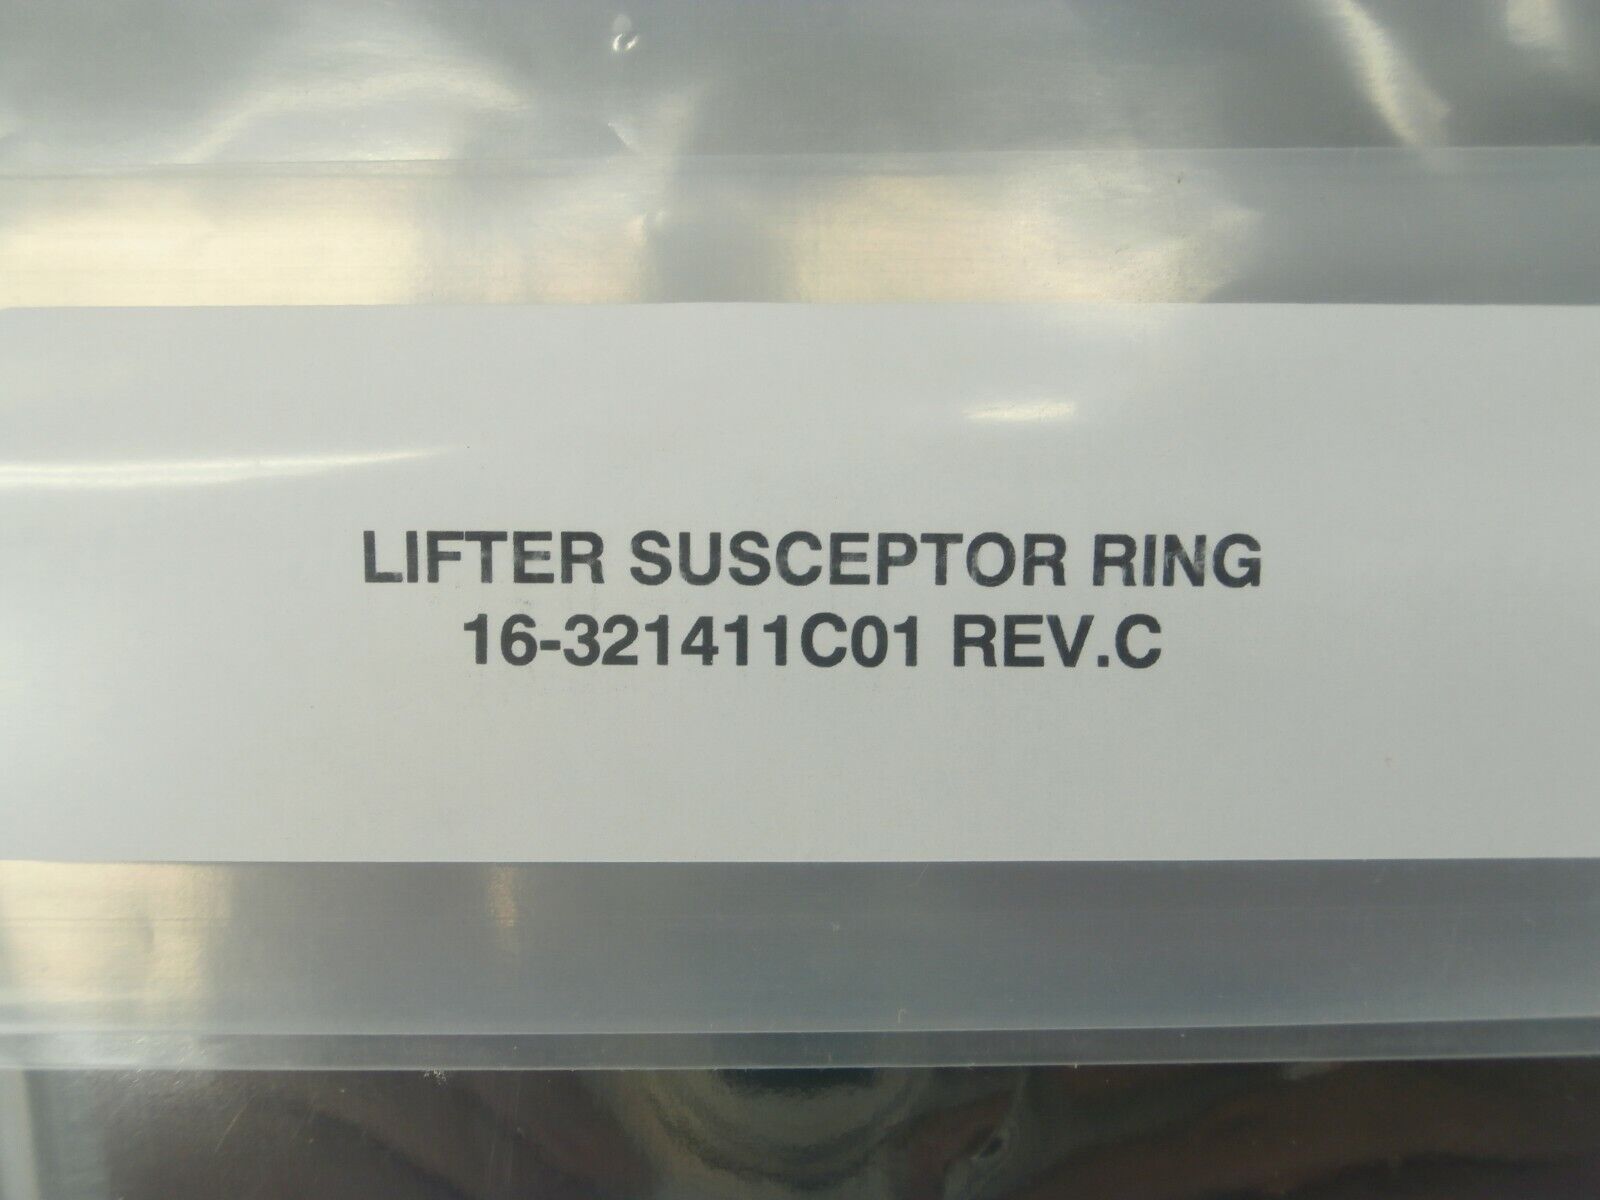 LIFTER SUSCEPTOR RING
16-321411C01 REV.C